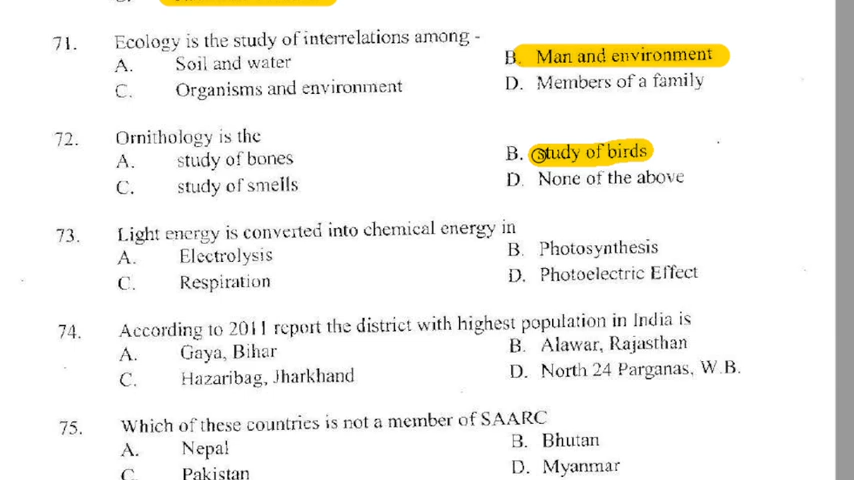 71. Ecology is the study of interrelations among -
A. Soil and water B. Man and environment
C. Organisms and environment D. Members of a family
72. Ornithology is the
A. study of bones B. study of birds
C. study of smells D. None of the above
73. Light energy is converted into chemical energy in
A. Electrolysis B. Photosynthesis
C. Respiration D. Photoelectric Effect
74. According to 2011 report the district with highest population in India is
A. Gaya, Bihar B. Alawar, Rajasthan
C. Hazaribag, Jharkhand D. North 24 Parganas, W.B.
75. Which of these countries is not a member of SAARC
A. Nepal B. Bhutan
C. Pakistan D. Myanmar